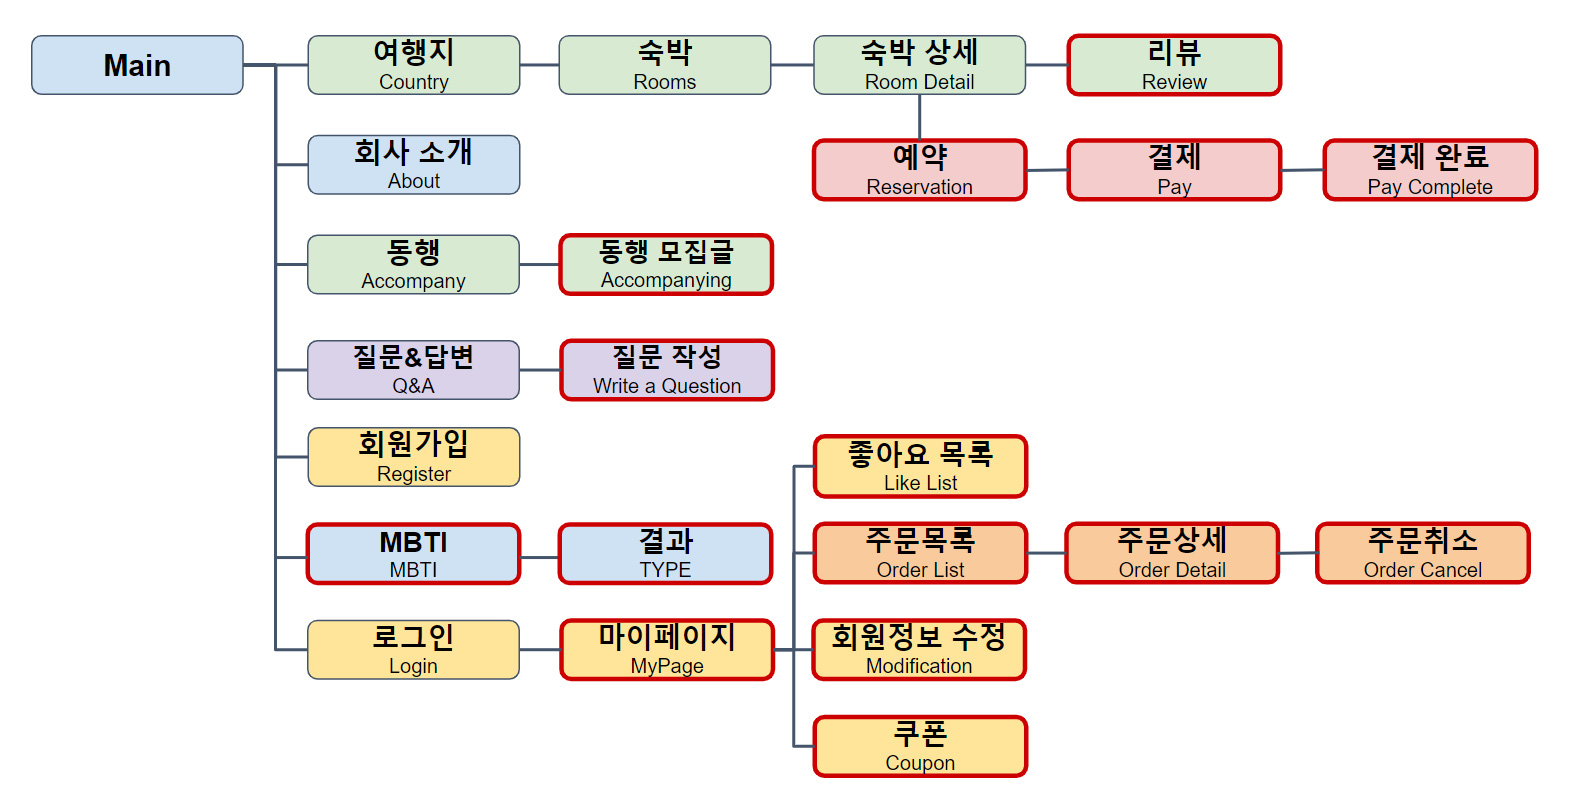 Main
여행지
Country
숙박
Rooms
숙박 상세
Room Detail
리뷰
Review
회사 소개
About
예약
Reservation
결제
Pay
결제 완료
Pay Complete
동행
Accompany
동행 모집글
Accompanying
질문&답변
Q&A
질문 작성
Write a Question
회원가입
Register
좋아요 목록
Like List
MBTI
MBTI
결과
TYPE
주문목록
Order List
주문상세
Order Detail
주문취소
Order Cancel
로그인
Login
마이페이지
MyPage
회원정보 수정
Modification
쿠폰
Coupon